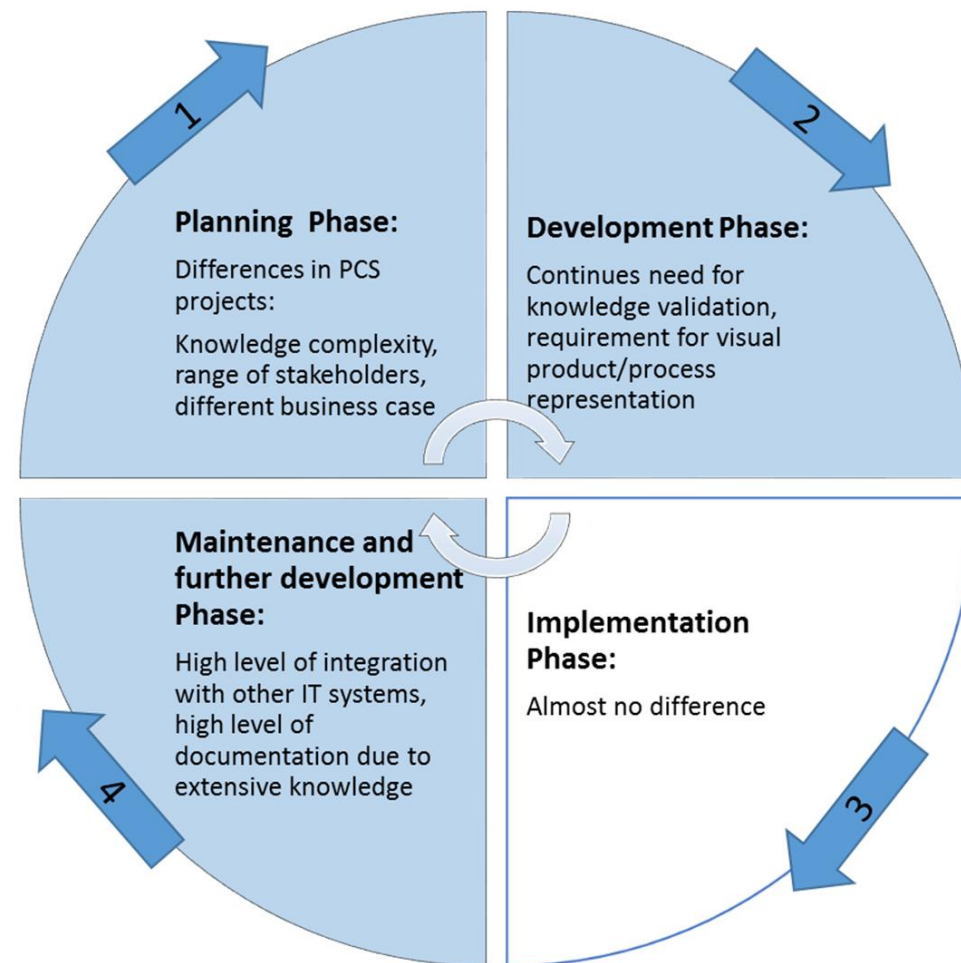 1
Planning Phase:
Differences in PCS
projects:
Knowledge complexity,
range of stakeholders,
different business case
2
Development Phase:
Continues need for
knowledge validation,
requirement for visual
product/process
representation
3
Implementation
Phase:
Almost no difference
4
Maintenance and
further development
Phase:
High level of integration
with other IT systems,
high level of
documentation due to
extensive knowledge